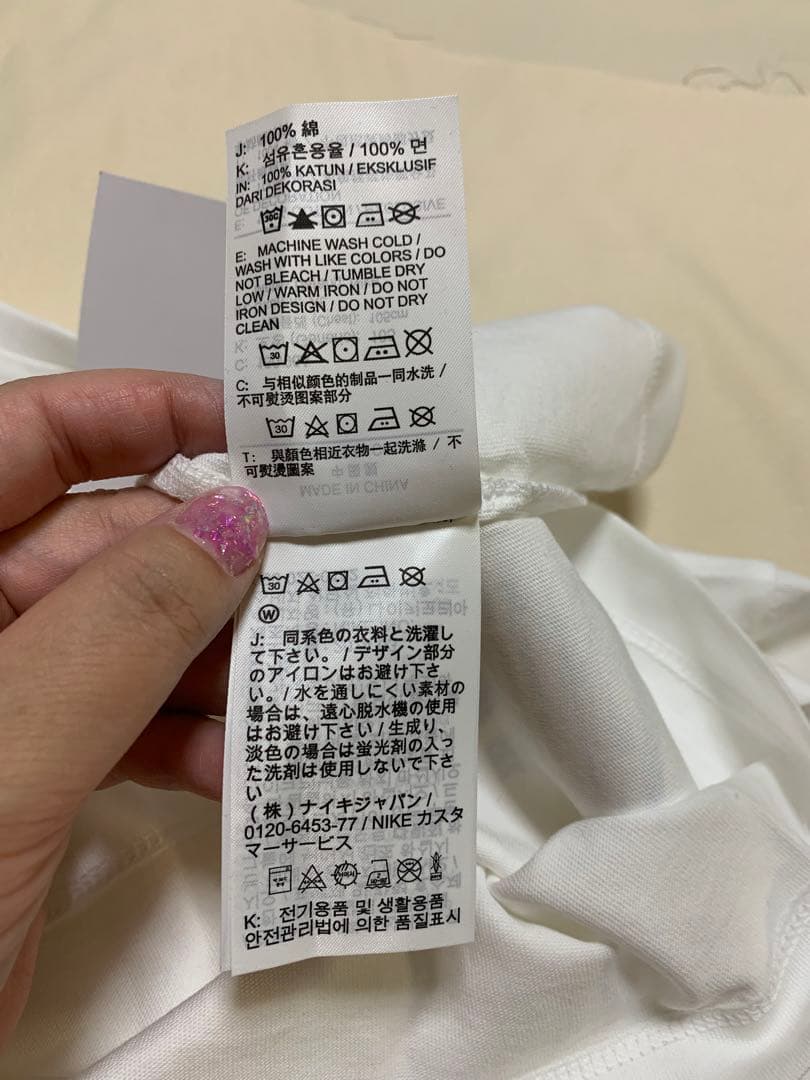 J: 100% 綿
K: 섬유혼용율 / 100% 면
IN: 100% KATUN / EKSKLUSIF
DARI DEKORASI
30C
E: MACHINE WASH COLD /
WASH WITH LIKE COLORS / DO
NOT BLEACH / TUMBLE DRY
LOW / WARM IRON / DO NOT
IRON DESIGN / DO NOT DRY
CLEAN
30
C: 与相似颜色的制品一同水洗 /
不可熨烫图案部分
30
T: 與顏色相近衣物一起洗滌 / 不
可熨燙圖案
MADE IN CHINA
30
W
J: 同系色の衣料と洗濯し
て下さい。 / デザイン部分
のアイロンはお避け下さ
い。/ 水を通しにくい素材の
場合は、遠心脱水機の使用
はお避け下さい / 生成り、
淡色の場合は蛍光剤の入っ
た洗剤は使用しないで下さ
い
(株) ナイキジャパン /
0120-6453-77 / NIKE カスタ
マーサービス
K: 전기용품 및 생활용품
안전관리법에 의한 품질표시